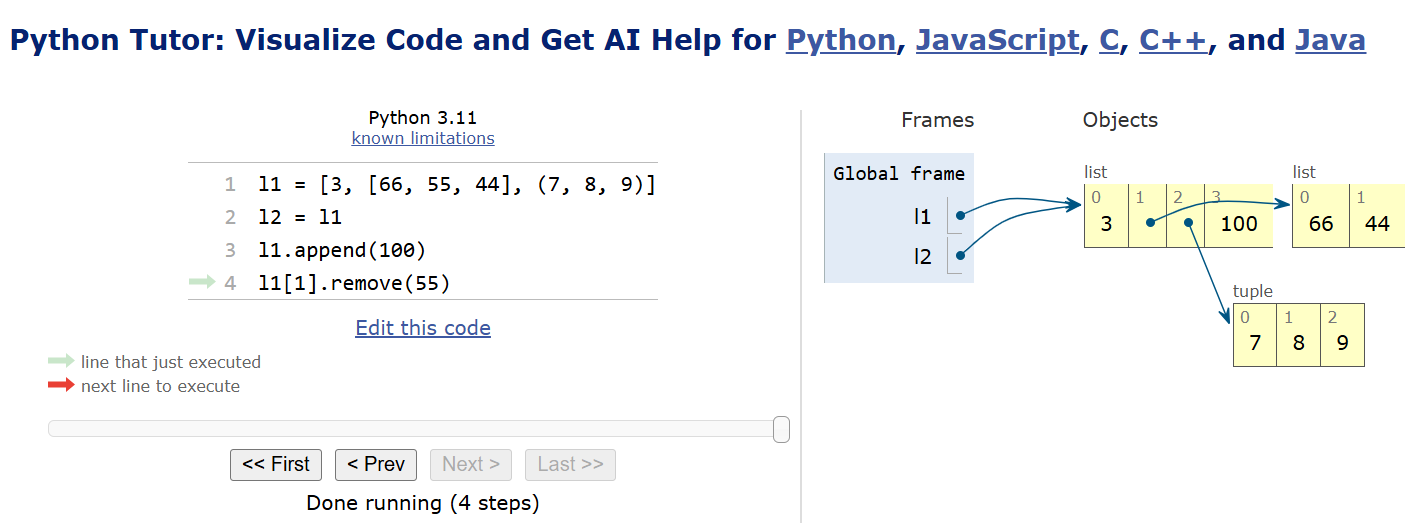 Python Tutor: Visualize Code and Get AI Help for Python, JavaScript, C, C++, and Java
Python 3.11
known limitations
1 l1 = [3, [66, 55, 44], (7, 8, 9)]
2 l2 = l1
3 l1.append(100)
4 l1[1].remove(55)
Edit this code
line that just executed
next line to execute
<< First < Prev Next > Last >>
Done running (4 steps)
Frames Objects
Global frame
l1
l2
list
0 1 2 3
3 100
list
0 1
66 44
tuple
0 1 2
7 8 9